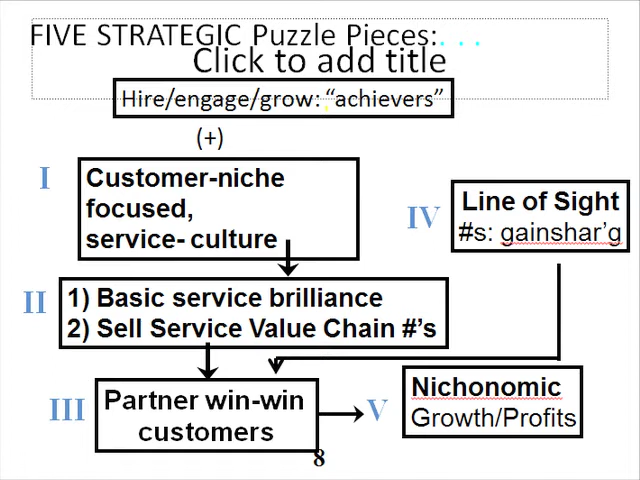 FIVE STRATEGIC Puzzle Pieces:. . .
Click to add title
Hire/engage/grow: “achievers”
(+)
I
Customer-niche
focused,
service- culture
IV
Line of Sight
#s: gainshar’g
II
1) Basic service brilliance
2) Sell Service Value Chain #’s
III
Partner win-win
customers
V
Nichonomic
Growth/Profits
8